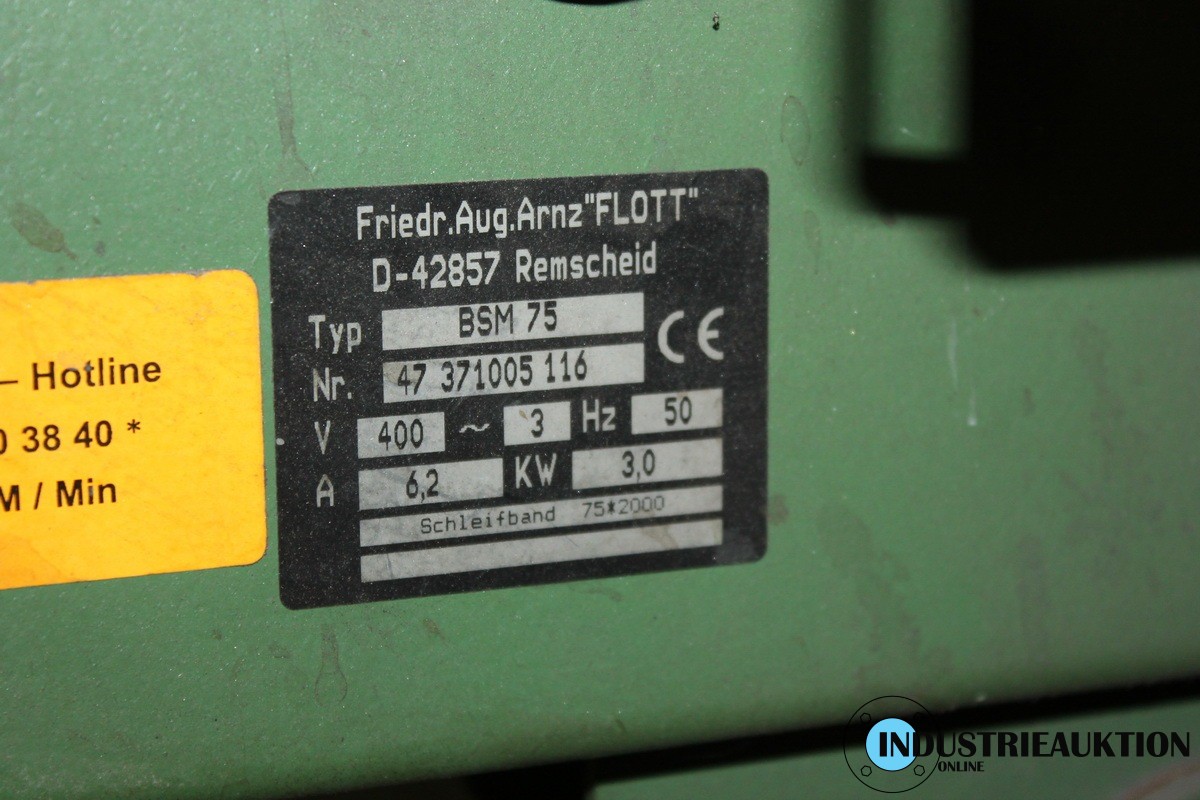 Friedr.Aug.Arnz"FLOTT"
D-42857 Remscheid
Typ BSM 75
Nr. 47 371005 116
CE
V 400 ~ 3 Hz 50
A 6,2 KW 3,0
Schleifband 75*2000
– Hotline
38 40 *
M / Min
INDUSTRIEAUKTION
ONLINE